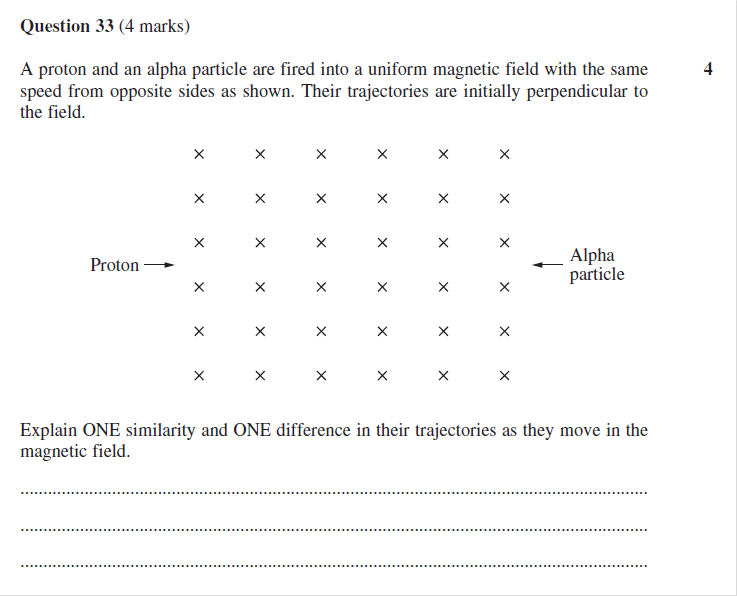 Question 33 (4 marks)
A proton and an alpha particle are fired into a uniform magnetic field with the same 4
speed from opposite sides as shown. Their trajectories are initially perpendicular to
the field.
× × × × × ×
× × × × × ×
× × × × × ×
Proton
Alpha
particle
× × × × × ×
× × × × × ×
× × × × × ×
Explain ONE similarity and ONE difference in their trajectories as they move in the
magnetic field.